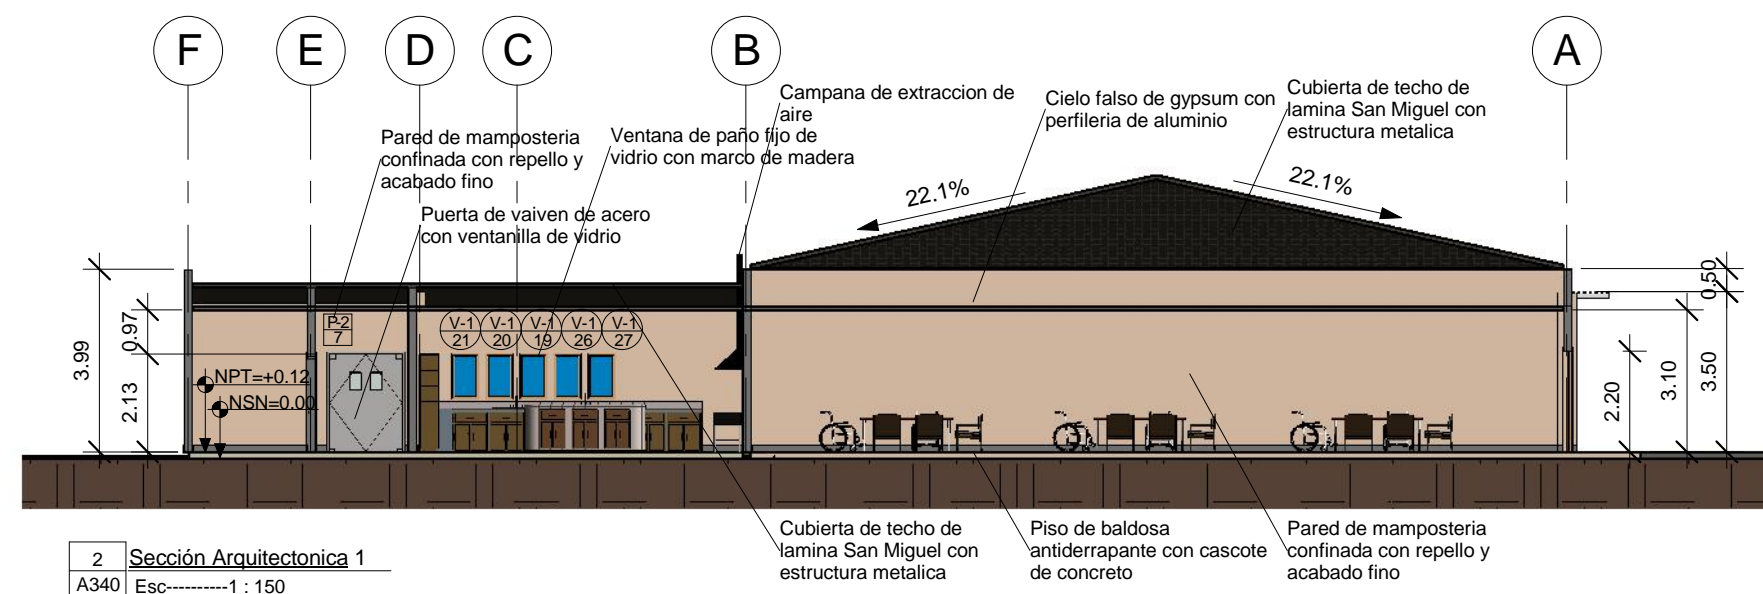 F E D C B A
Campana de extraccion de
aire
Cielo falso de gypsum con
perfileria de aluminio
Cubierta de techo de
lamina San Miguel con
estructura metalica
Pared de mamposteria
confinada con repello y
acabado fino
Ventana de paño fijo de
vidrio con marco de madera
Puerta de vaiven de acero
con ventanilla de vidrio
22.1%
22.1%
3.99
0.97
2.13
P-2
7
V-1
21
V-1
20
V-1
19
V-1
26
V-1
27
NPT=+0.12
NSN=0.00
0.50
2.20
3.10
3.50
Cubierta de techo de
lamina San Miguel con
estructura metalica
Piso de baldosa
antiderrapante con cascote
de concreto
Pared de mamposteria
confinada con repello y
acabado fino
2 Sección Arquitectonica 1
A340 Esc----------1 : 150